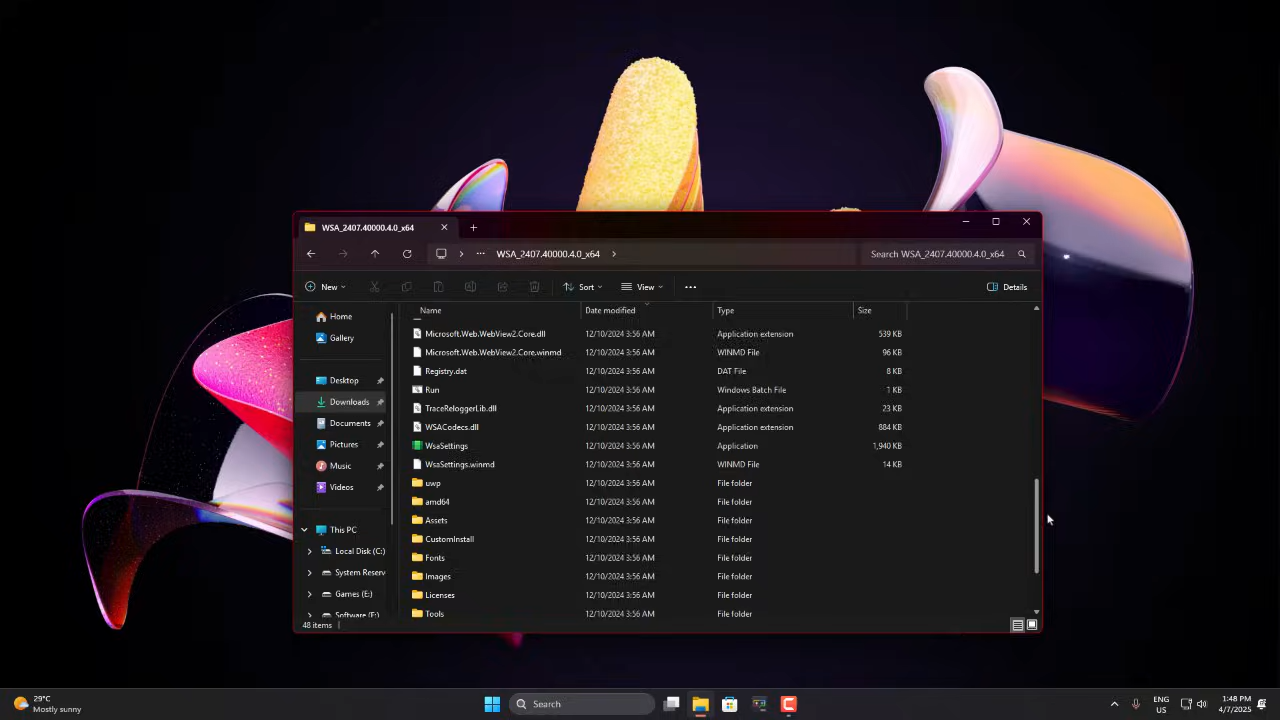 WSA_2407.40000.4.0_x64
WSA_2407.40000.4.0_x64
Search WSA_2407.40000.4.0_x64
New
Sort
View
Details
Name Date modified Type Size
Home
Gallery
Desktop
Downloads
Documents
Pictures
Music
Videos
This PC
Local Disk (C:)
System Reserv
Games (E:)
Software (F:)
Microsoft.Web.WebView2.Core.dll 12/10/2024 3:56 AM Application extension 539 KB
Microsoft.Web.WebView2.Core.winmd 12/10/2024 3:56 AM WINMD File 96 KB
Registry.dat 12/10/2024 3:56 AM DAT File 8 KB
Run 12/10/2024 3:56 AM Windows Batch File 1 KB
TraceReloggerLib.dll 12/10/2024 3:56 AM Application extension 23 KB
WSACodecs.dll 12/10/2024 3:56 AM Application extension 884 KB
WsaSettings 12/10/2024 3:56 AM Application 1,940 KB
WsaSettings.winmd 12/10/2024 3:56 AM WINMD File 14 KB
uwp 12/10/2024 3:56 AM File folder
amd64 12/10/2024 3:56 AM File folder
Assets 12/10/2024 3:56 AM File folder
CustomInstall 12/10/2024 3:56 AM File folder
Fonts 12/10/2024 3:56 AM File folder
Images 12/10/2024 3:56 AM File folder
Licenses 12/10/2024 3:56 AM File folder
Tools 12/10/2024 3:56 AM File folder
48 items
29°C
Mostly sunny
Search
ENG
US
1:48 PM
4/7/2025